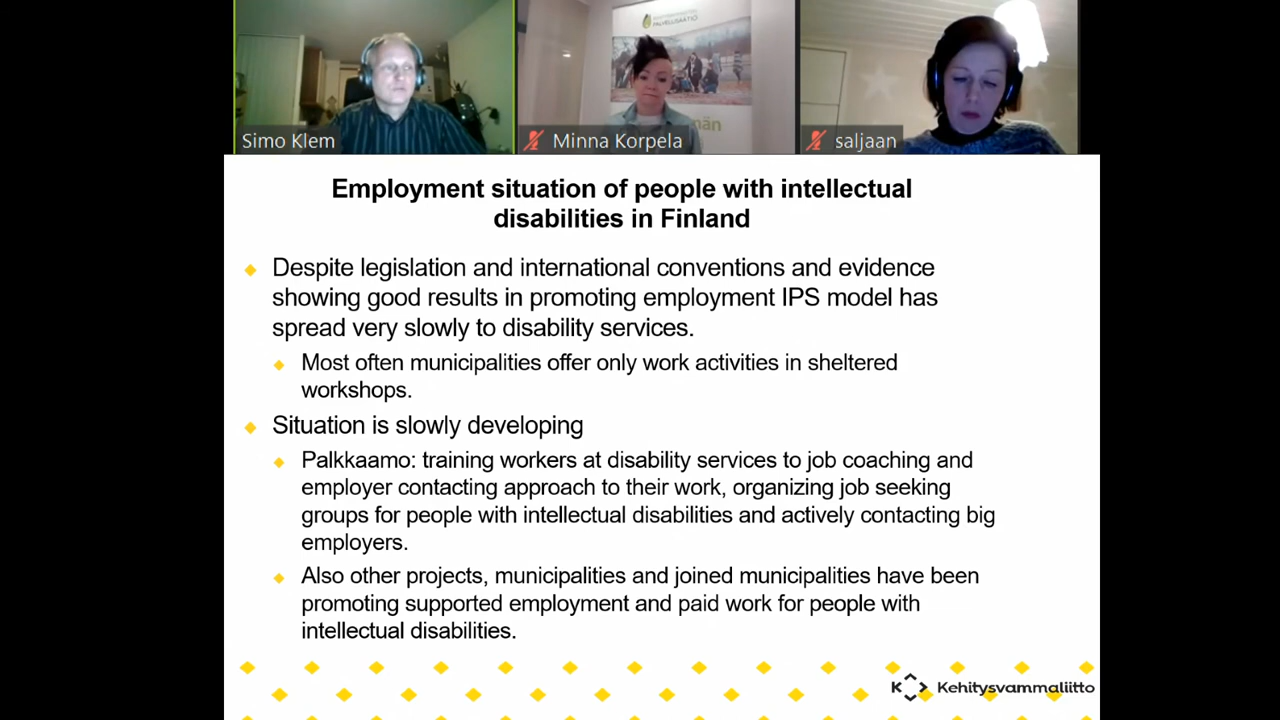 PALVELUSÄÄTIÖ
män
Simo Klem
Minna Korpela
saljaan
Employment situation of people with intellectual
disabilities in Finland
Despite legislation and international conventions and evidence
showing good results in promoting employment IPS model has
spread very slowly to disability services.
Most often municipalities offer only work activities in sheltered
workshops.
Situation is slowly developing
Palkkaamo: training workers at disability services to job coaching and
employer contacting approach to their work, organizing job seeking
groups for people with intellectual disabilities and actively contacting big
employers.
Also other projects, municipalities and joined municipalities have been
promoting supported employment and paid work for people with
intellectual disabilities.
Kehitysvammaliitto